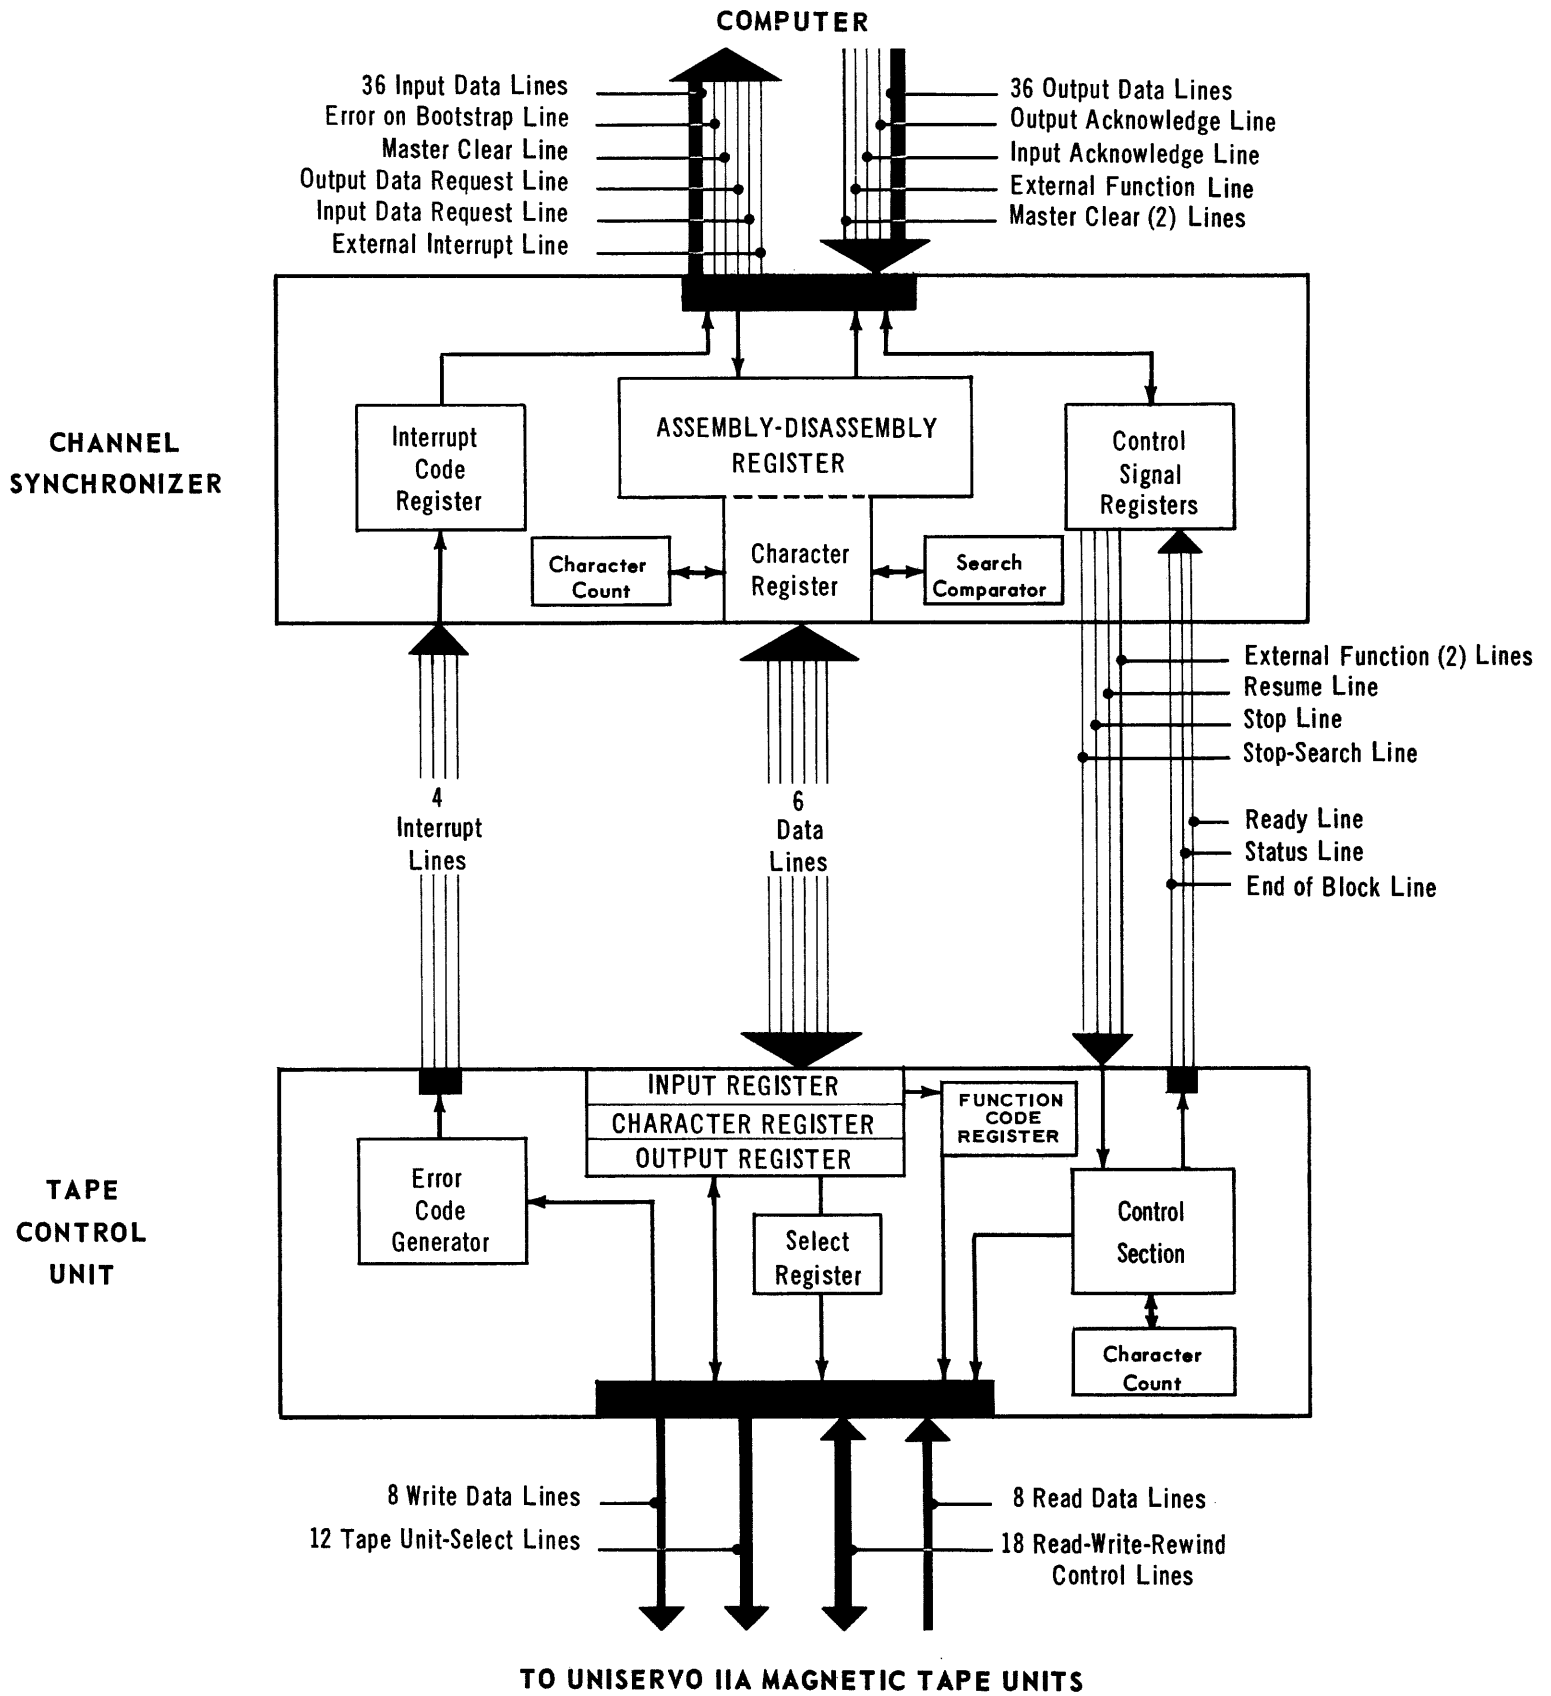 COMPUTER
36 Input Data Lines
Error on Bootstrap Line
Master Clear Line
Output Data Request Line
Input Data Request Line
External Interrupt Line
36 Output Data Lines
Output Acknowledge Line
Input Acknowledge Line
External Function Line
Master Clear (2) Lines
CHANNEL
SYNCHRONIZER
Interrupt
Code
Register
ASSEMBLY-DISASSEMBLY
REGISTER
Control
Signal
Registers
Character
Count
Character
Register
Search
Comparator
External Function (2) Lines
Resume Line
Stop Line
Stop-Search Line
4
Interrupt
Lines
6
Data
Lines
Ready Line
Status Line
End of Block Line
TAPE
CONTROL
UNIT
INPUT REGISTER
CHARACTER REGISTER
OUTPUT REGISTER
FUNCTION
CODE
REGISTER
Error
Code
Generator
Select
Register
Control
Section
Character
Count
8 Write Data Lines
12 Tape Unit-Select Lines
8 Read Data Lines
18 Read-Write-Rewind
Control Lines
TO UNISERVO IIA MAGNETIC TAPE UNITS